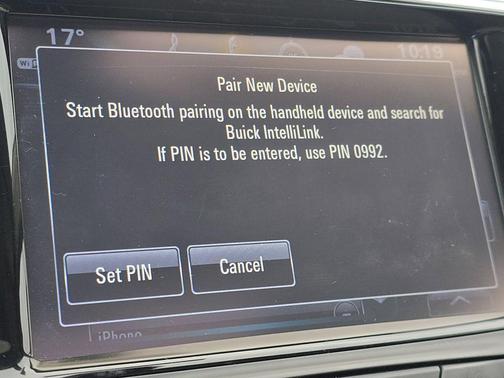 17°
10:19
Pair New Device
Start Bluetooth pairing on the handheld device and search for
Buick IntelliLink.
If PIN is to be entered, use PIN 0992.
Set PIN
Cancel
iPhone